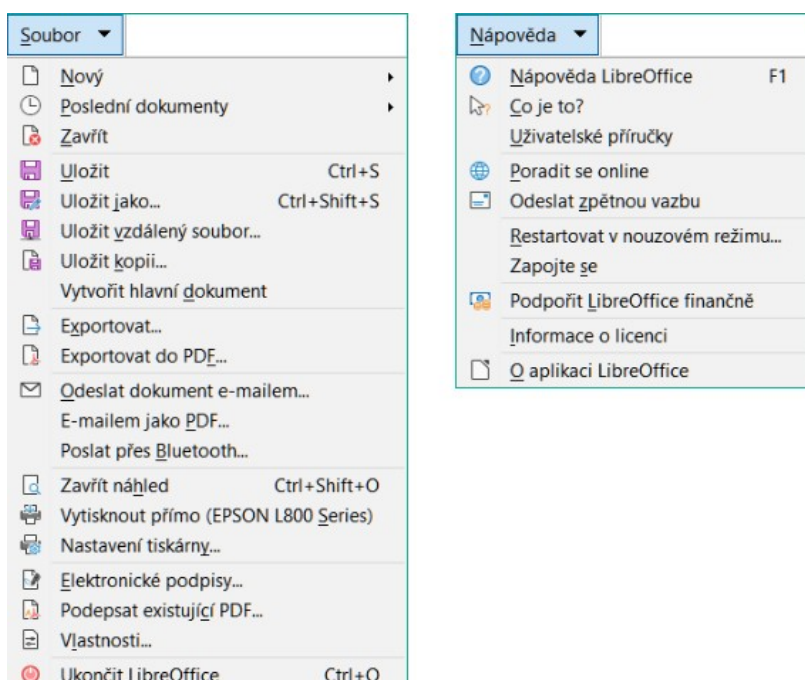 Soubor
Nový
Poslední dokumenty
Zavřít
Uložit Ctrl+S
Uložit jako... Ctrl+Shift+S
Uložit vzdálený soubor...
Uložit kopii...
Vytvořit hlavní dokument
Exportovat...
Exportovat do PDF...
Odeslat dokument e-mailem...
E-mailem jako PDF...
Poslat přes Bluetooth...
Zavřít náhled Ctrl+Shift+O
Vytisknout přímo (EPSON L800 Series)
Nastavení tiskárny...
Elektronické podpisy...
Podepsat existující PDF...
Vlastnosti...
Ukončit LibreOffice Ctrl+Q
Nápověda
Nápověda LibreOffice F1
Co je to?
Uživatelské příručky
Poradit se online
Odeslat zpětnou vazbu
Restartovat v nouzovém režimu...
Zapojte se
Podpořit LibreOffice finančně
Informace o licenci
O aplikaci LibreOffice